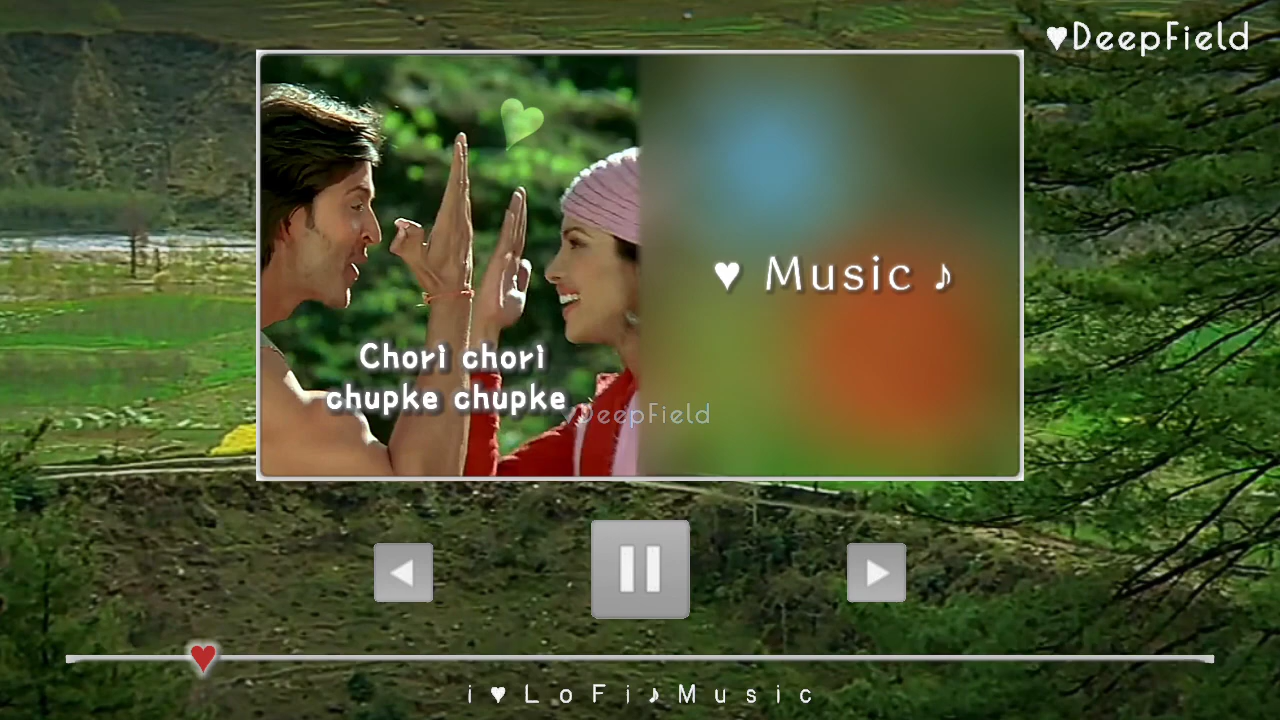 ♥DeepField
♥ Music ♪
Chori chori
chupke chupke
DeepField
i ♥ L o F i ♪ M u s i c